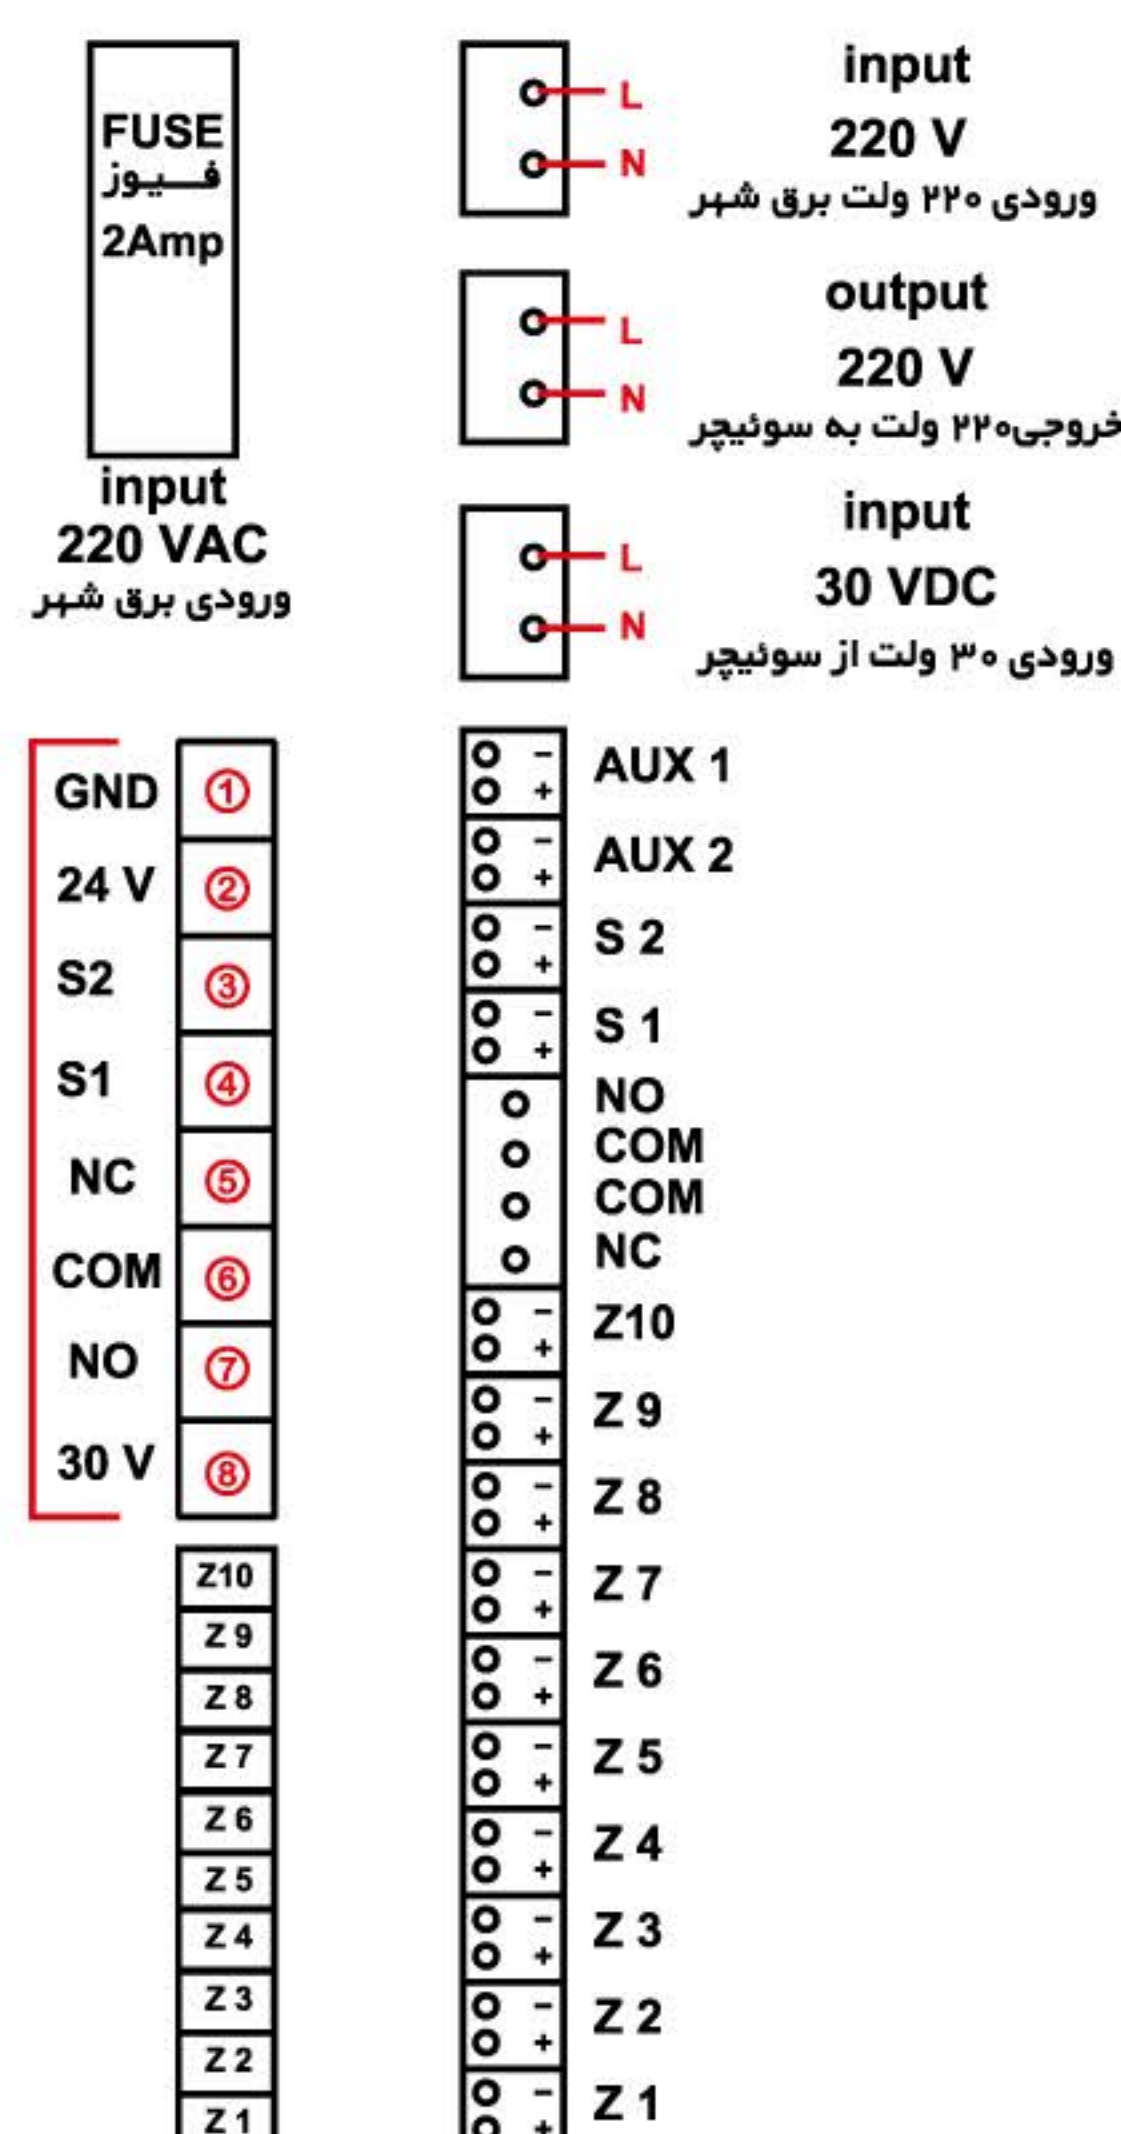 FUSE
فـــیـوز
2Amp
input
220 VAC
ورودی برق شهر
L
N
input
220 V
ورودی ۲۲۰ ولت برق شهر
L
N
output
220 V
خروجی۲۲۰ ولت به سوئیچر
L
N
input
30 VDC
ورودی ۳۰ ولت از سوئیچر
GND ①
24 V ②
S2 ③
S1 ④
NC ⑤
COM ⑥
NO ⑦
30 V ⑧
Z10
Z 9
Z 8
Z 7
Z 6
Z 5
Z 4
Z 3
Z 2
Z 1
− AUX 1
+
− AUX 2
+
− S 2
+
− S 1
+
NO
COM
COM
NC
− Z10
+
− Z 9
+
− Z 8
+
− Z 7
+
− Z 6
+
− Z 5
+
− Z 4
+
− Z 3
+
− Z 2
+
− Z 1
+